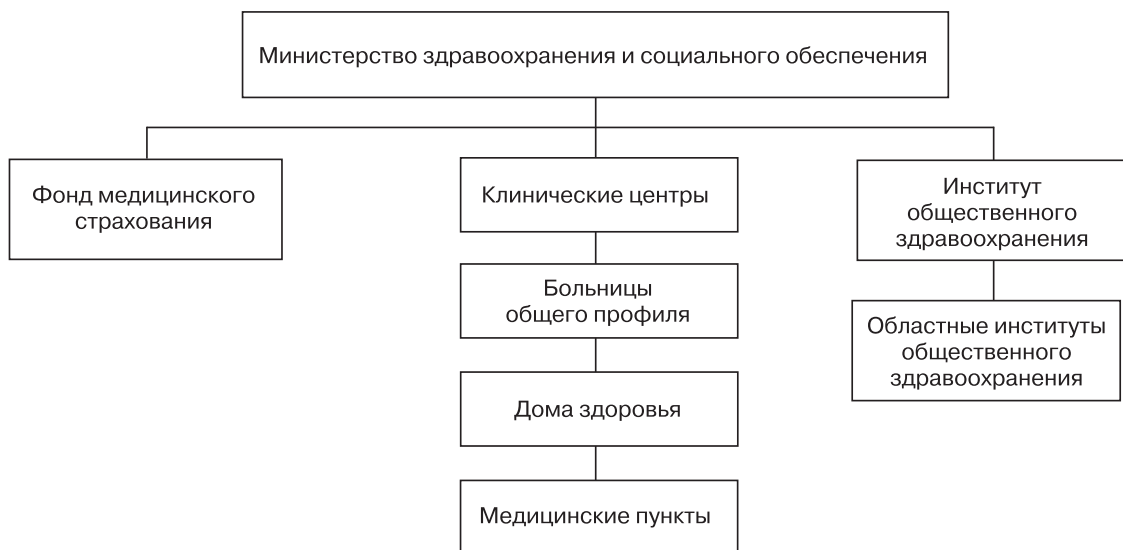 Министерство здравоохранения и социального обеспечения
Фонд медицинского
страхования
Клинические центры
Институт
общественного
здравоохранения
Больницы
общего профиля
Областные институты
общественного
здравоохранения
Дома здоровья
Медицинские пункты